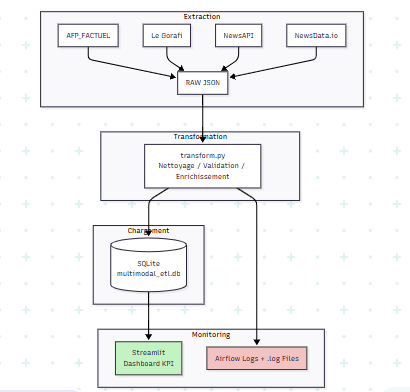 Extraction
AFP_FACTUEL
Le Gorafi
NewsAPI
NewsData.io
RAW JSON
Transformation
transform.py
Nettoyage / Validation /
Enrichissement
Chargement
SQLite
multimodal_etl.db
Monitoring
Streamlit
Dashboard KPI
Airflow Logs + .log Files